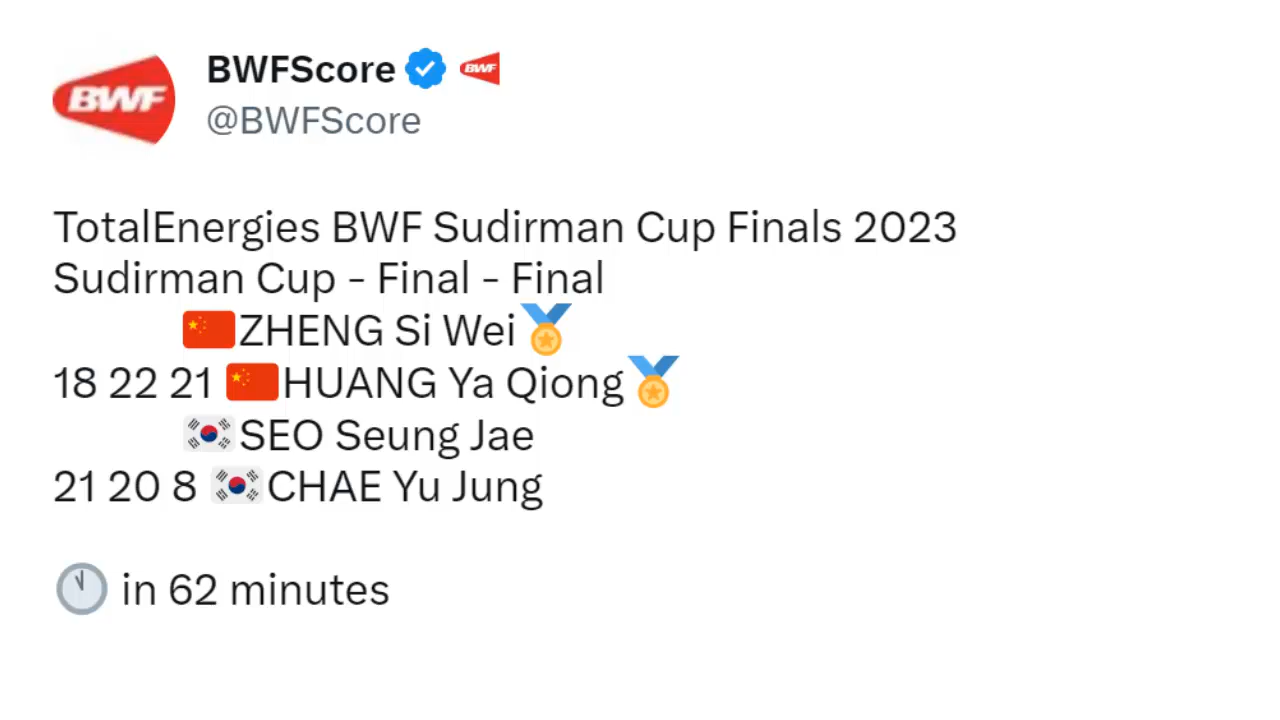 BWFScore BWF
BWF
@BWFScore
TotalEnergies BWF Sudirman Cup Finals 2023
Sudirman Cup - Final - Final
🇨🇳ZHENG Si Wei🏅
18 22 21 🇨🇳HUANG Ya Qiong🏅
🇰🇷SEO Seung Jae
21 20 8 🇰🇷CHAE Yu Jung
🕚 in 62 minutes